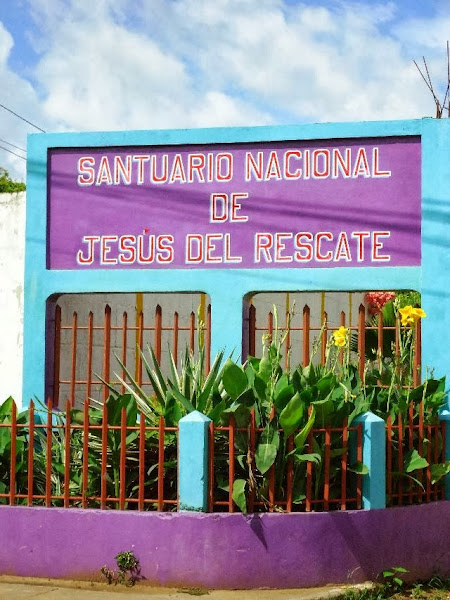 SANTUARIO NACIONAL
DE
JESÚS DEL RESCATE